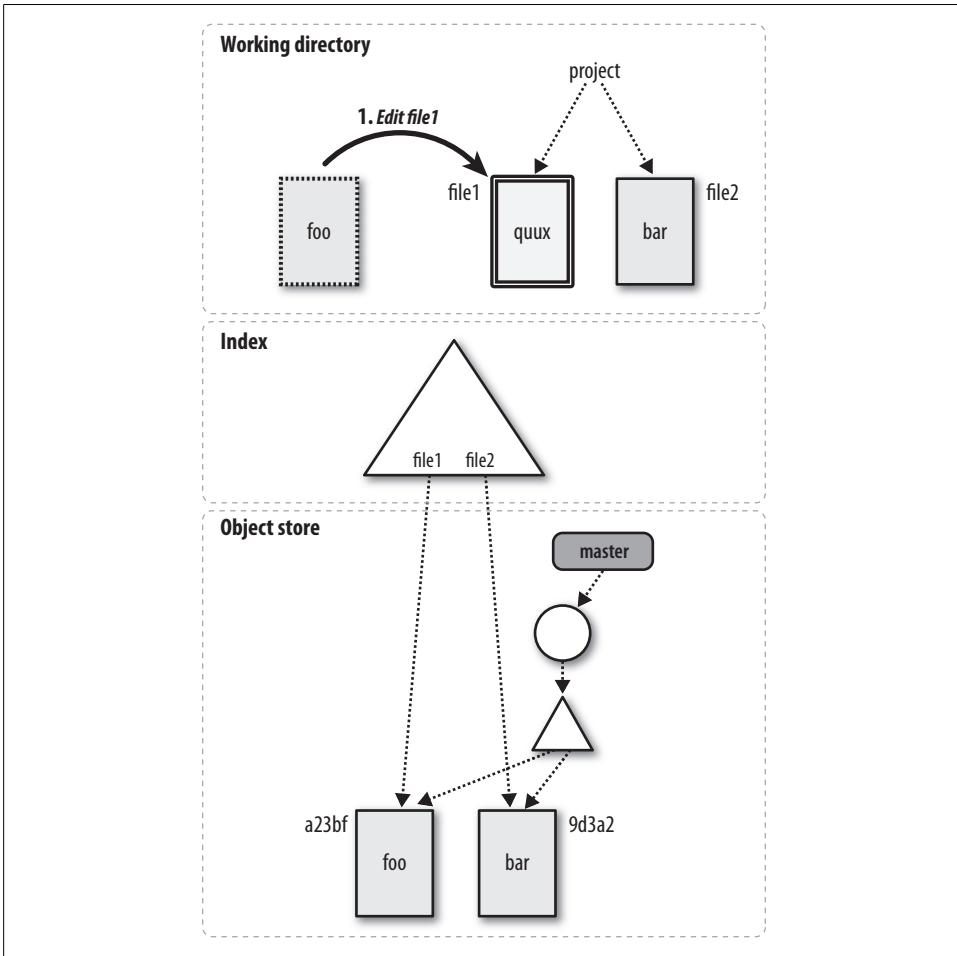 Working directory
project
1. Edit file1
file1
file2
foo
quux
bar
Index
file1 file2
Object store
master
a23bf
9d3a2
foo
bar